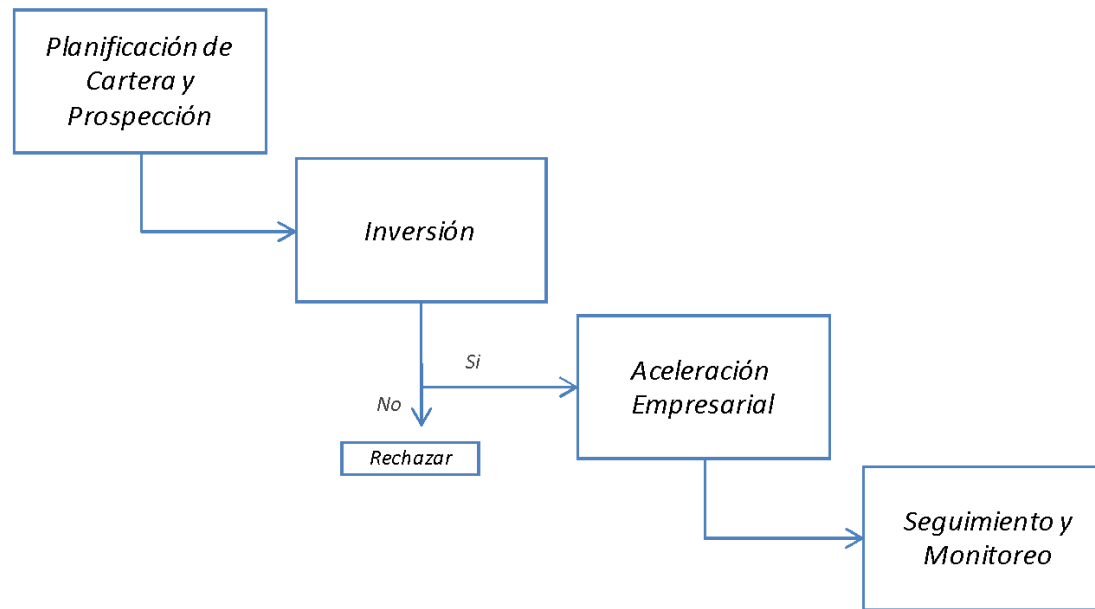 Planificación de
Cartera y
Prospección
Inversión
Si
No
Rechazar
Aceleración
Empresarial
Seguimiento y
Monitoreo